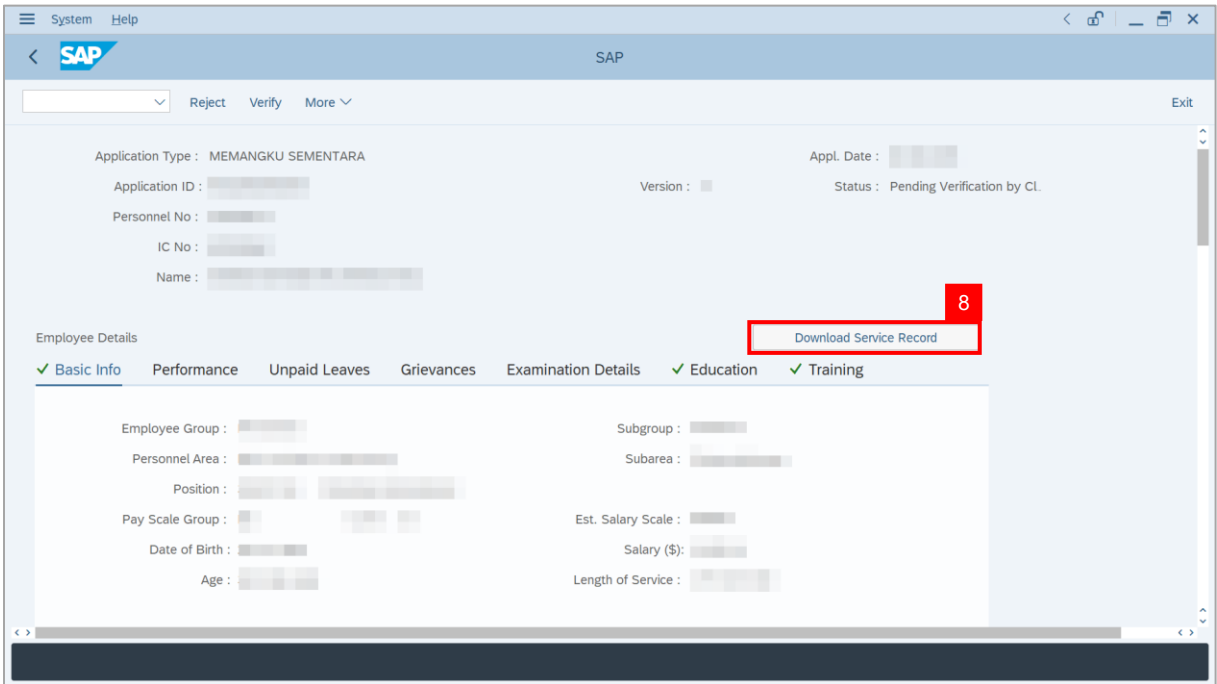 System Help
SAP SAP
Reject Verify More Exit
Application Type : MEMANGKU SEMENTARA Appl. Date :
Application ID : Version : Status : Pending Verification by Cl.
Personnel No :
IC No :
Name :
8
Employee Details Download Service Record
Basic Info Performance Unpaid Leaves Grievances Examination Details Education Training
Employee Group : Subgroup :
Personnel Area : Subarea :
Position :
Pay Scale Group : Est. Salary Scale :
Date of Birth : Salary ($):
Age : Length of Service :